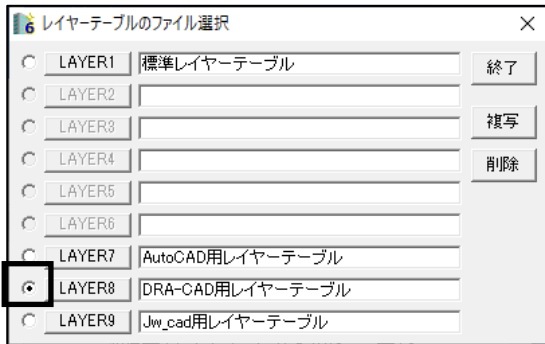 6 レイヤーテーブルのファイル選択
LAYER1 標準レイヤーテーブル 終了
LAYER2
LAYER3 複写
LAYER4 削除
LAYER5
LAYER6
LAYER7 AutoCAD用レイヤーテーブル
LAYER8 DRA-CAD用レイヤーテーブル
LAYER9 Jw_cad用レイヤーテーブル